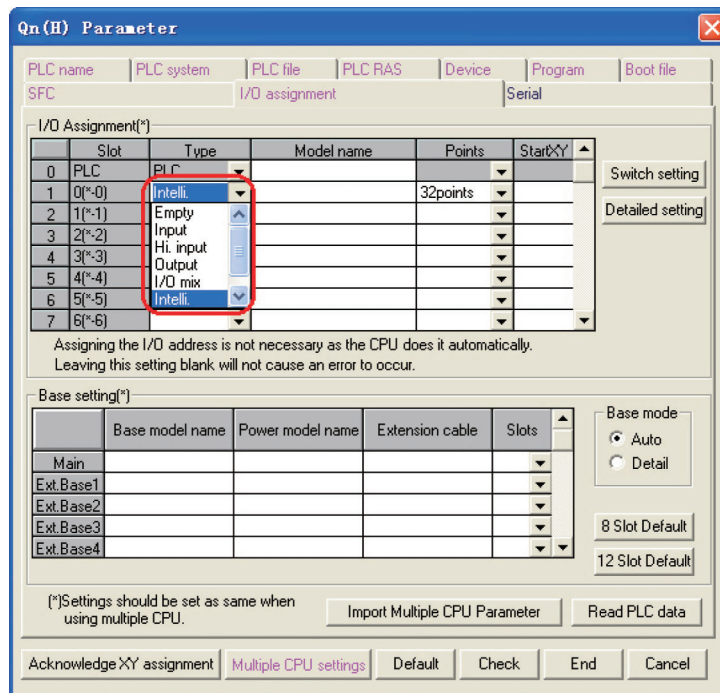 Qn(H) Parameter
PLC name PLC system PLC file PLC RAS Device Program Boot file
SFC I/O assignment Serial
I/O Assignment(*)
Slot Type Model name Points StartXY
0 PLC PLC
Switch setting
1 0(*-0) Intelli. 32points
2 1(*-1) Empty
Detailed setting
3 2(*-2) Input
4 3(*-3) Hi. input
Output
5 4(*-4) I/O mix
6 5(*-5) Intelli.
7 6(*-6)
Assigning the I/O address is not necessary as the CPU does it automatically.
Leaving this setting blank will not cause an error to occur.
Base setting(*)
Base model name Power model name Extension cable Slots
Base mode
Auto
Main
Detail
Ext.Base1
Ext.Base2
Ext.Base3
8 Slot Default
Ext.Base4
12 Slot Default
(*)Settings should be set as same when
using multiple CPU.
Import Multiple CPU Parameter Read PLC data
Acknowledge XY assignment Multiple CPU settings Default Check End Cancel